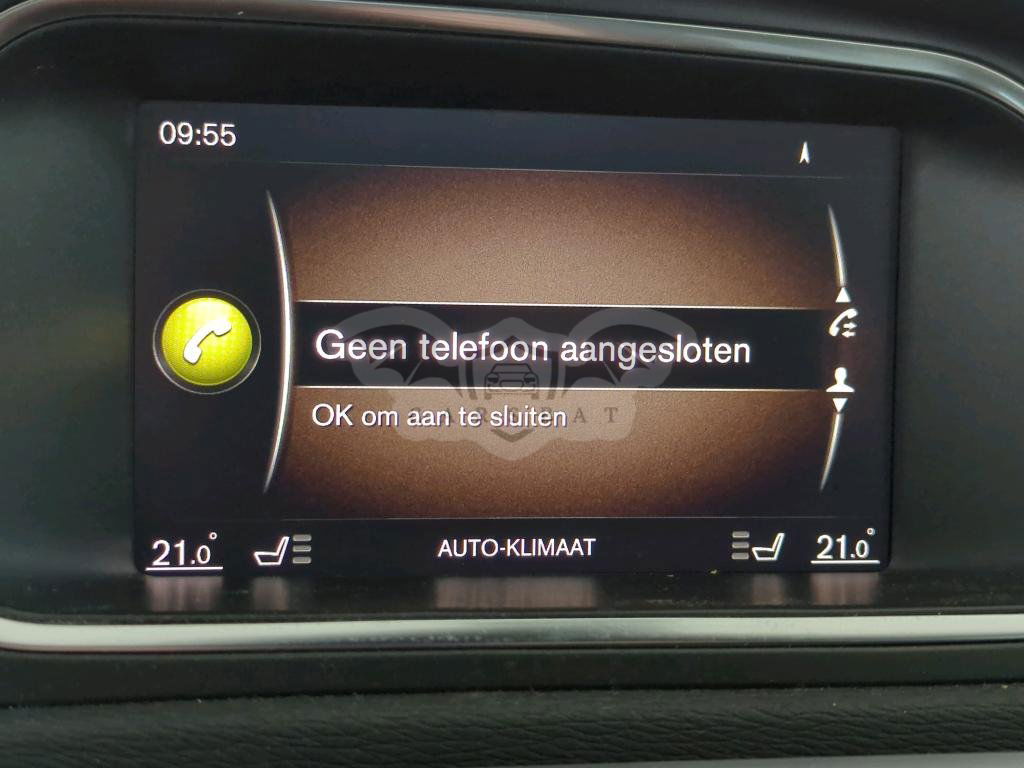 09:55
Geen telefoon aangesloten
OK om aan te sluiten
21.0°
AUTO-KLIMAAT
21.0°